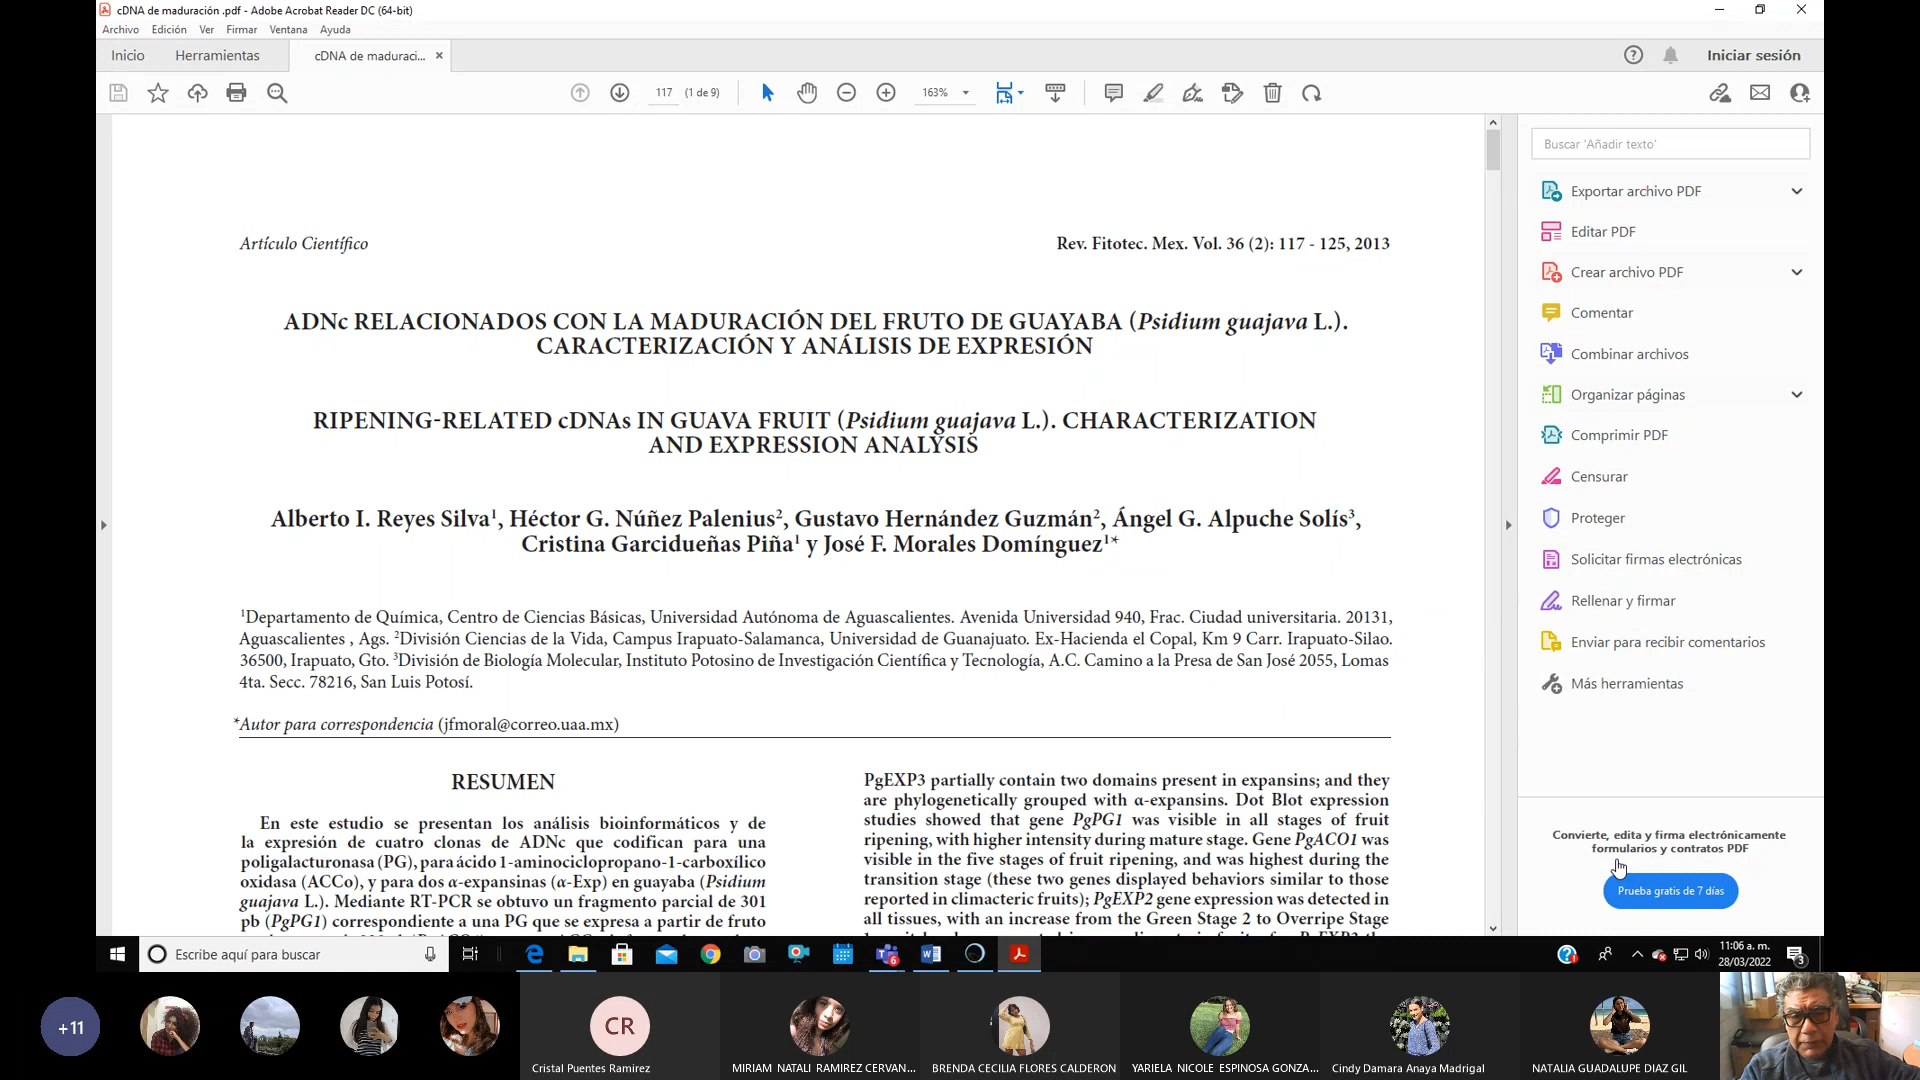 cDNA de maduración .pdf - Adobe Acrobat Reader DC (64-bit)
Archivo Edición Ver Firmar Ventana Ayuda
Inicio Herramientas cDNA de maduraci... × Iniciar sesión
117 (1 de 9) 163%
Buscar 'Añadir texto'
Exportar archivo PDF
Editar PDF
Crear archivo PDF
Comentar
Combinar archivos
Organizar páginas
Comprimir PDF
Censurar
Proteger
Solicitar firmas electrónicas
Rellenar y firmar
Enviar para recibir comentarios
Más herramientas
Convierte, edita y firma electrónicamente
formularios y contratos PDF
Prueba gratis de 7 días
Artículo Científico Rev. Fitotec. Mex. Vol. 36 (2): 117 - 125, 2013
ADNc RELACIONADOS CON LA MADURACIÓN DEL FRUTO DE GUAYABA (Psidium guajava L.).
CARACTERIZACIÓN Y ANÁLISIS DE EXPRESIÓN
RIPENING-RELATED cDNAs IN GUAVA FRUIT (Psidium guajava L.). CHARACTERIZATION
AND EXPRESSION ANALYSIS
Alberto I. Reyes Silva¹, Héctor G. Núñez Palenius², Gustavo Hernández Guzmán², Ángel G. Alpuche Solís³,
Cristina Garcidueñas Piña¹ y José F. Morales Domínguez¹*
¹Departamento de Química, Centro de Ciencias Básicas, Universidad Autónoma de Aguascalientes. Avenida Universidad 940, Frac. Ciudad universitaria. 20131,
Aguascalientes , Ags. ²División Ciencias de la Vida, Campus Irapuato-Salamanca, Universidad de Guanajuato. Ex-Hacienda el Copal, Km 9 Carr. Irapuato-Silao.
36500, Irapuato, Gto. ³División de Biología Molecular, Instituto Potosino de Investigación Científica y Tecnología, A.C. Camino a la Presa de San José 2055, Lomas
4ta. Secc. 78216, San Luis Potosí.
*Autor para correspondencia (jfmoral@correo.uaa.mx)
RESUMEN
En este estudio se presentan los análisis bioinformáticos y de
la expresión de cuatro clonas de ADNc que codifican para una
poligalacturonasa (PG), para ácido 1-aminociclopropano-1-carboxílico
oxidasa (ACCo), y para dos α-expansinas (α-Exp) en guayaba (Psidium
guajava L.). Mediante RT-PCR se obtuvo un fragmento parcial de 301
pb (PgPG1) correspondiente a una PG que se expresa a partir de fruto
PgEXP3 partially contain two domains present in expansins; and they
are phylogenetically grouped with α-expansins. Dot Blot expression
studies showed that gene PgPG1 was visible in all stages of fruit
ripening, with higher intensity during mature stage. Gene PgACO1 was
visible in the five stages of fruit ripening, and was highest during the
transition stage (these two genes displayed behaviors similar to those
reported in climacteric fruits); PgEXP2 gene expression was detected in
all tissues, with an increase from the Green Stage 2 to Overripe Stage
Escribe aquí para buscar
6
11:06 a. m.
28/03/2022
3
+11
CR
Cristal Puentes Ramirez
MIRIAM NATALI RAMIREZ CERVAN...
BRENDA CECILIA FLORES CALDERON
YARIELA NICOLE ESPINOSA GONZA...
Cindy Damara Anaya Madrigal
NATALIA GUADALUPE DIAZ GIL